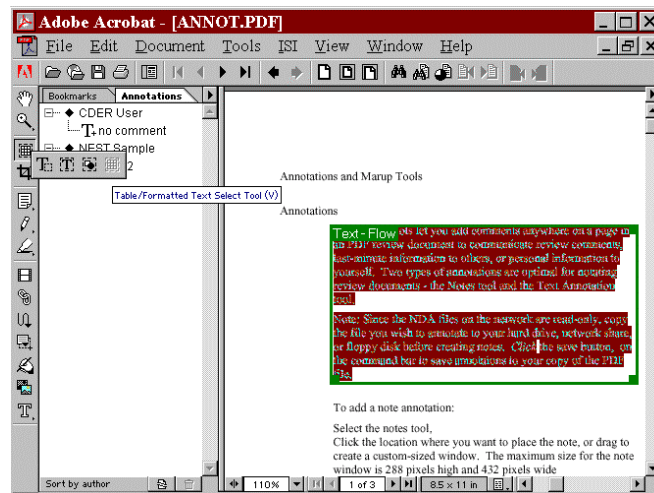 Adobe Acrobat - [ANNOT.PDF]
File Edit Document Tools ISI View Window Help
Bookmarks Annotations
CDER User
T+ no comment
NEST Sample
2
Table/Formatted Text Select Tool (V)
Annotations and Marup Tools
Annotations
Text - Flow
ols let you add comments anywhere on a page in
an PDF review document to communicate review comments,
last-minute information to others, or personal information to
yourself. Two types of annotations are optimal for notating
review documents - the Notes tool and the Text Annotation
tool.
Note: Since the NDA files on the network are read-only, copy
the file you wish to annotate to your hard drive, network share,
or floppy disk before creating notes. Click the save button, on
the command bar to save annotations to your copy of the PDF
file.
To add a note annotation:
Select the notes tool,
Click the location where you want to place the note, or drag to
create a custom-sized window. The maximum size for the note
window is 288 pixels high and 432 pixels wide
Sort by author
110%
1 of 3
8.5 x 11 in